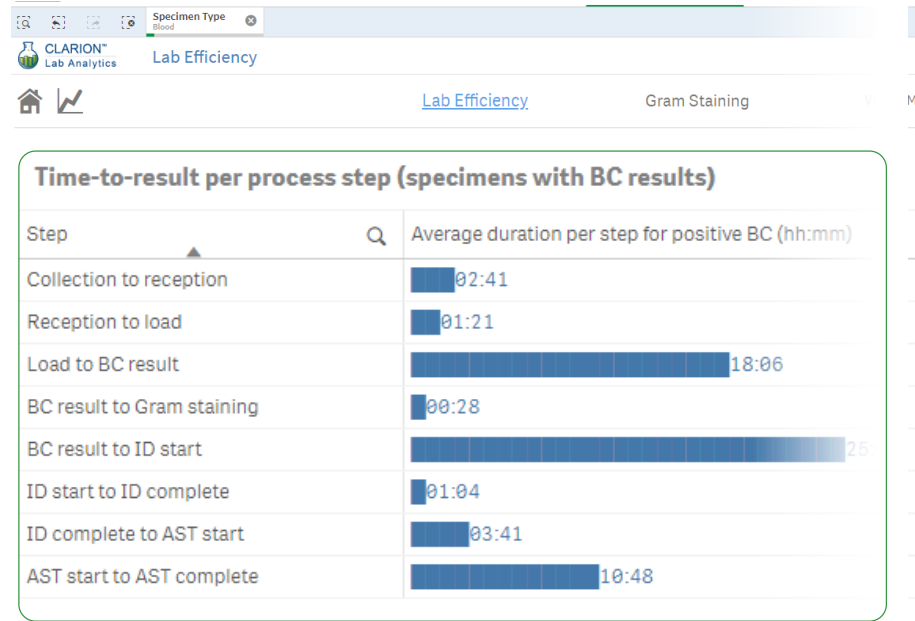 Specimen Type
Blood
CLARION™
Lab Analytics
Lab Efficiency
Lab Efficiency Gram Staining
Time-to-result per process step (specimens with BC results)
Step Average duration per step for positive BC (hh:mm)
Collection to reception 02:41
Reception to load 01:21
Load to BC result 18:06
BC result to Gram staining 00:28
BC result to ID start
ID start to ID complete 01:04
ID complete to AST start 03:41
AST start to AST complete 10:48